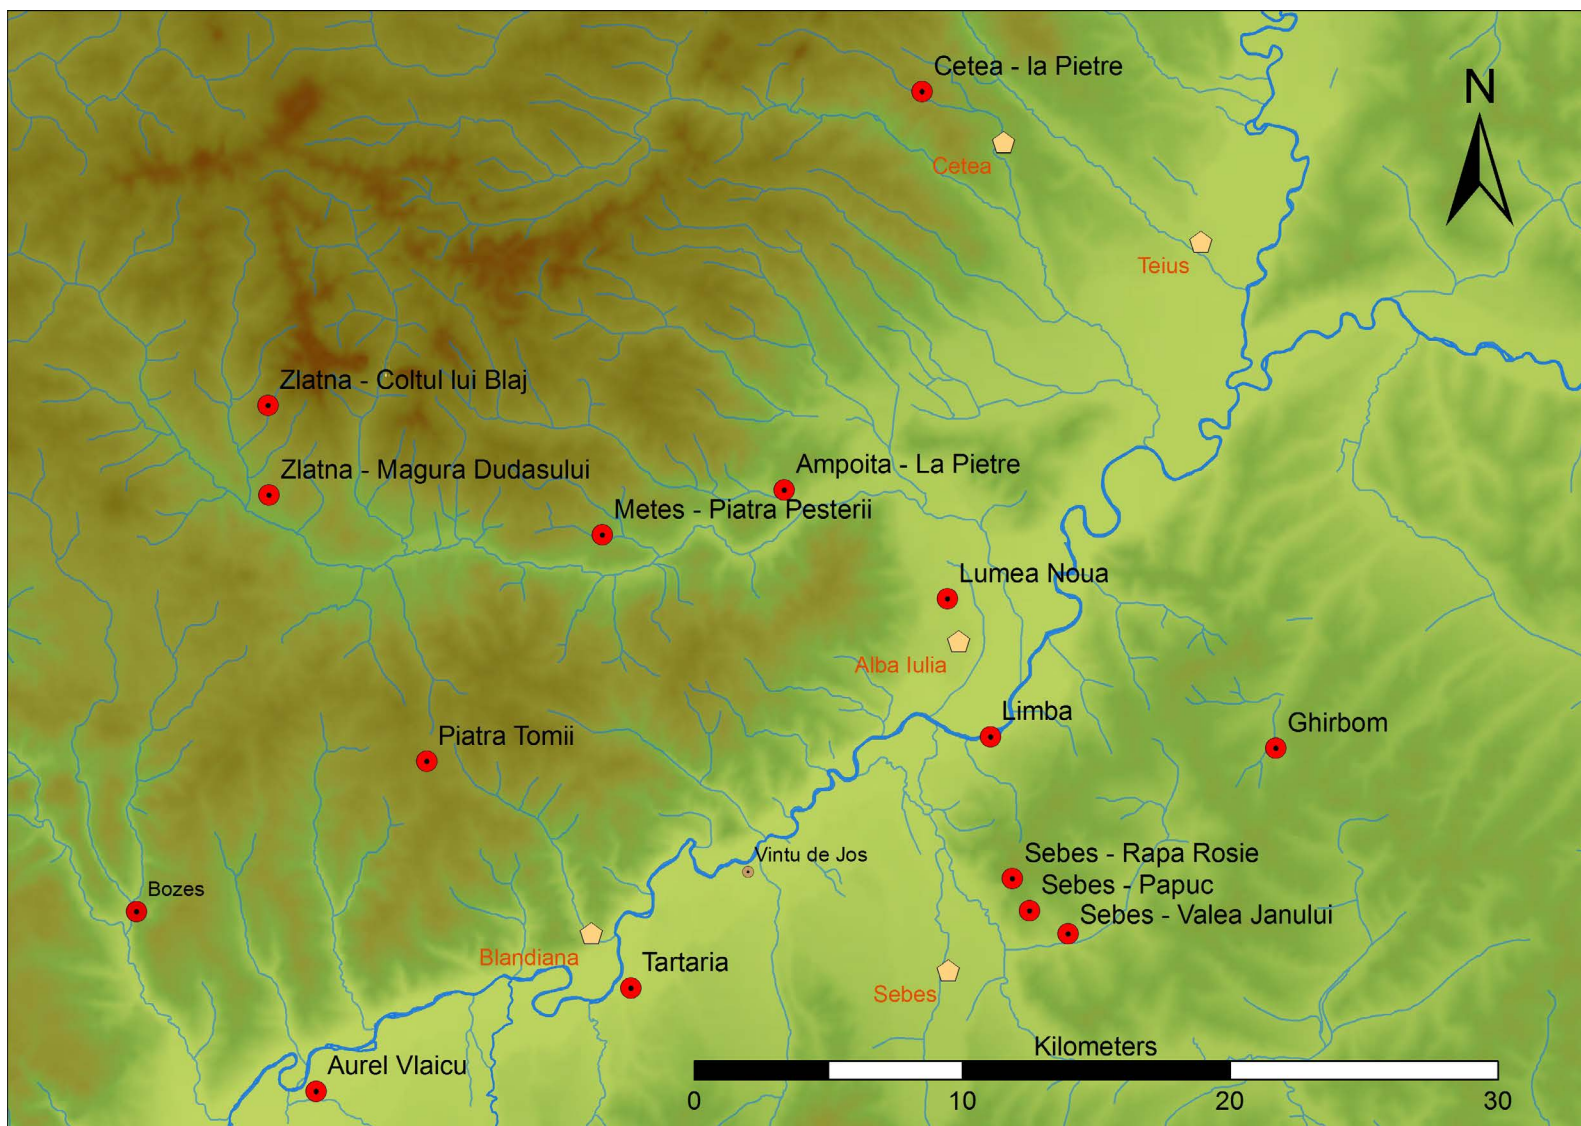 Cetea - la Pietre
N
Cetea
Teius
Zlatna - Coltul lui Blaj
Zlatna - Magura Dudasului
Ampoita - La Pietre
Metes - Piatra Pesterii
Lumea Noua
Alba Iulia
Limba
Ghirbom
Piatra Tomii
Vintu de Jos
Sebes - Rapa Rosie
Sebes - Papuc
Bozes
Sebes - Valea Janului
Blandiana
Tartaria
Sebes
Kilometers
Aurel Vlaicu
0 10 20 30